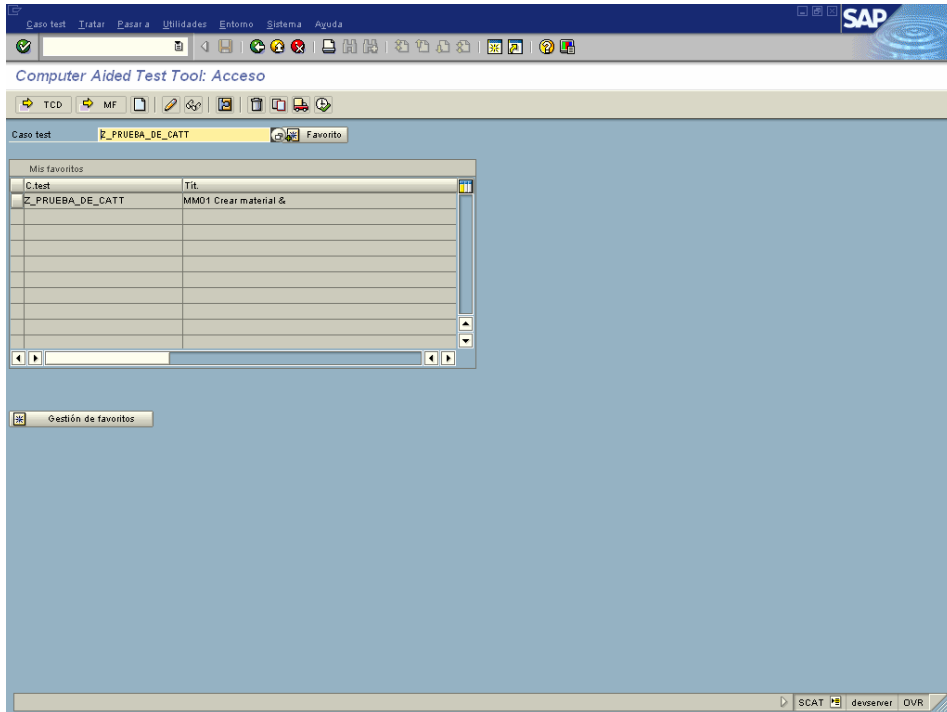 Caso test Tratar Pasar a Utilidades Entorno Sistema Ayuda
SAP
Computer Aided Test Tool: Acceso
TCD MF
Caso test Z_PRUEBA_DE_CATT Favorito
Mis favoritos
C.test Tit.
Z_PRUEBA_DE_CATT MM01 Crear material &
Gestión de favoritos
SCAT devserver OVR